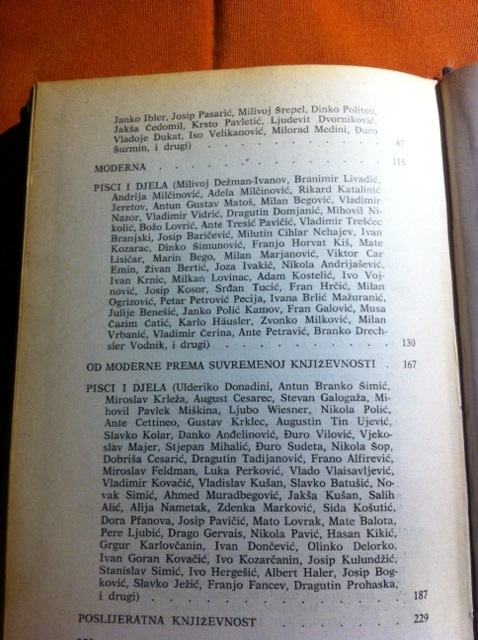 Janko Ibler, Josip Pasarić, Milivoj Šrepel, Dinko Politeo,
Jakša Čedomil, Krsto Pavletić, Ljudevit Dvorniković,
Vladoje Dukat, Iso Velikanović, Milorad Medini, Đuro
Šurmin, i drugi) . . . . . . . . . . 87
MODERNA . . . . . . . . . . . . 115
PISCI I DJELA (Milivoj Dežman-Ivanov, Branimir Livadić,
Andrija Milčinović, Adela Milčinović, Rikard Katalinić
Jeretov, Antun Gustav Matoš, Milan Begović, Vladimir
Nazor, Vladimir Vidrić, Dragutin Domjanić, Mihovil Ni-
kolić, Božo Lovrić, Ante Tresić Pavičić, Vladimir Treščec
Branjski, Josip Baričević, Milutin Cihlar Nehajev, Ivan
Kozarac, Dinko Šimunović, Franjo Horvat Kiš, Mate
Lisičar, Marin Bego, Milan Marjanović, Viktor Car
Emin, Živan Bertić, Joza Ivakić, Nikola Andrijašević,
Ivan Krnic, Milkan Lovinac, Adam Kostelić, Ivo Voj-
nović, Josip Kosor, Srđan Tucić, Fran Hrčić, Milan
Ogrizović, Petar Petrović Pecija, Ivana Brlić Mažuranić,
Julije Benešić, Janko Polić Kamov, Fran Galović, Musa
Ćazim Ćatić, Karlo Häusler, Zvonko Milković, Milan
Vrbanić, Vladimir Čerina, Ante Petravić, Branko Drech-
sler Vodnik, i drugi) . . . . . . . . . 130
OD MODERNE PREMA SUVREMENOJ KNJIŽEVNOSTI . 167
PISCI I DJELA (Ulderiko Donadini, Antun Branko Šimić,
Miroslav Krleža, August Cesarec, Stevan Galogaža, Mi-
hovil Pavlek Miškina, Ljubo Wiesner, Nikola Polić,
Ante Cettineo, Gustav Krklec, Augustin Tin Ujević,
Slavko Kolar, Danko Anđelinović, Đuro Vilović, Vjeko-
slav Majer, Stjepan Mihalić, Đuro Sudeta, Nikola Šop,
Dobriša Cesarić, Dragutin Tadijanović, Frano Alfirević,
Miroslav Feldman, Luka Perković, Vlado Vlaisavljević,
Vladimir Kovačić, Vladislav Kušan, Slavko Batušić, No-
vak Simić, Ahmed Muradbegović, Jakša Kušan, Salih
Alić, Alija Nametak, Zdenka Marković, Sida Košutić,
Dora Pfanova, Josip Pavičić, Mato Lovrak, Mate Balota,
Pere Ljubić, Drago Gervais, Nikola Pavić, Hasan Kikić,
Grgur Karlovčanin, Ivan Dončević, Olinko Delorko,
Ivan Goran Kovačić, Ivo Kozarčanin, Josip Kulundžić,
Stanislav Šimić, Ivo Hergešić, Albert Haler, Josip Bog-
ković, Slavko Ježić, Franjo Fancev, Dragutin Prohaska,
i drugi) . . . . . . . . . . . . 187
POSLIJERATNA KNJIŽEVNOST . . . . . . 229